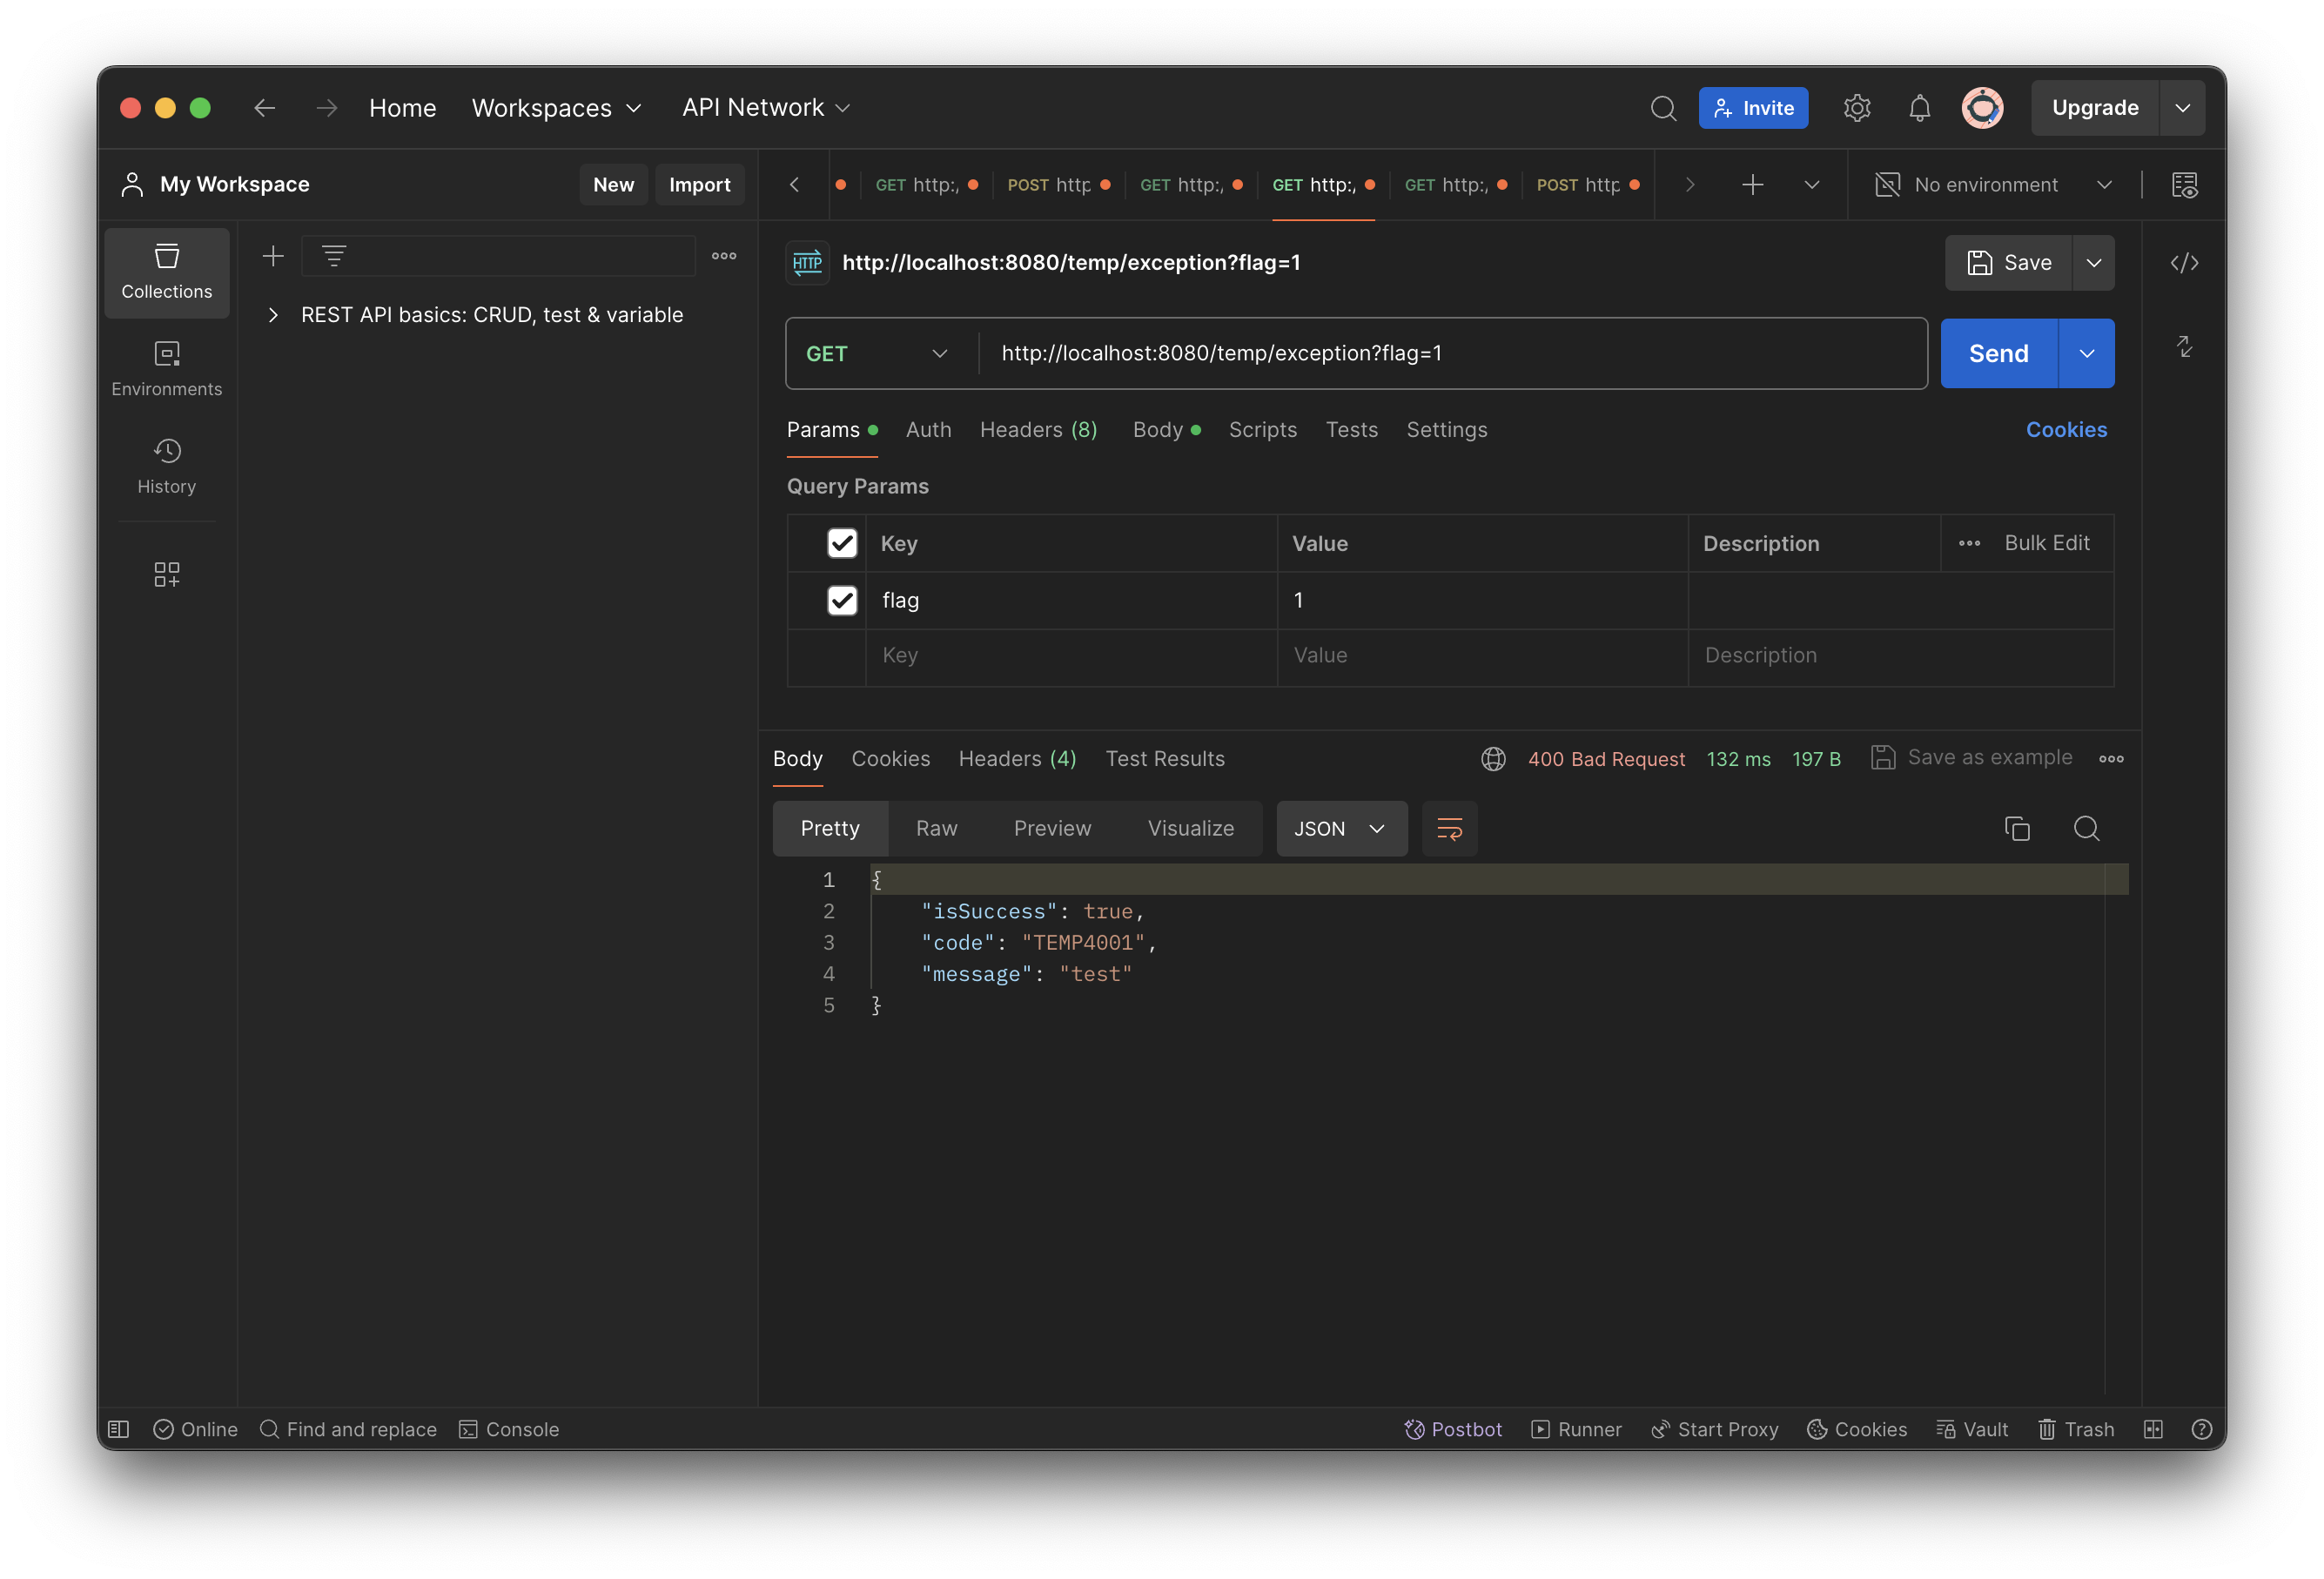 Home Workspaces API Network Invite Upgrade
My Workspace New Import GET http:, POST http GET http:, GET http:, GET http:, POST http No environment
Collections
Environments
History
REST API basics: CRUD, test & variable
HTTP http://localhost:8080/temp/exception?flag=1 Save
GET http://localhost:8080/temp/exception?flag=1 Send
Params Auth Headers (8) Body Scripts Tests Settings Cookies
Query Params
Key Value Description Bulk Edit
flag 1
Key Value Description
Body Cookies Headers (4) Test Results 400 Bad Request 132 ms 197 B Save as example
Pretty Raw Preview Visualize JSON
1 {
2 "isSuccess": true,
3 "code": "TEMP4001",
4 "message": "test"
5 }
Online Find and replace Console Postbot Runner Start Proxy Cookies Vault Trash